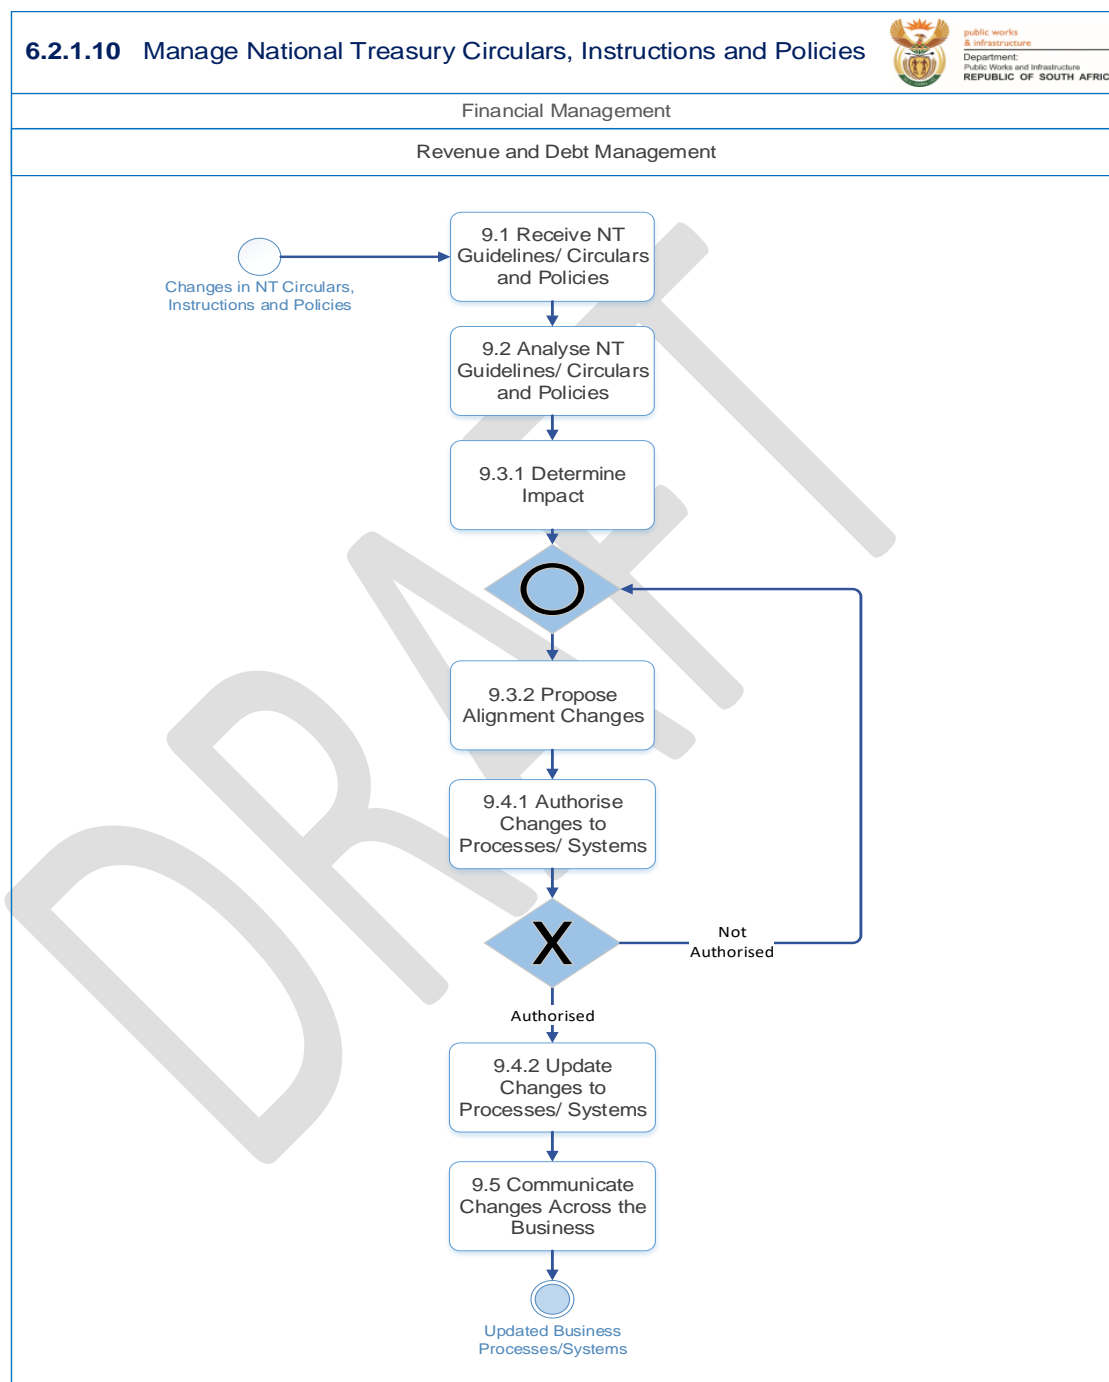 6.2.1.10 Manage National Treasury Circulars, Instructions and Policies
public works
& infrastructure
Department:
Public Works and Infrastructure
REPUBLIC OF SOUTH AFRIC
Financial Management
Revenue and Debt Management
Changes in NT Circulars,
Instructions and Policies
9.1 Receive NT
Guidelines/ Circulars
and Policies
9.2 Analyse NT
Guidelines/ Circulars
and Policies
9.3.1 Determine
Impact
9.3.2 Propose
Alignment Changes
9.4.1 Authorise
Changes to
Processes/ Systems
X
Not
Authorised
Authorised
9.4.2 Update
Changes to
Processes/ Systems
9.5 Communicate
Changes Across the
Business
Updated Business
Processes/Systems
DRAFT